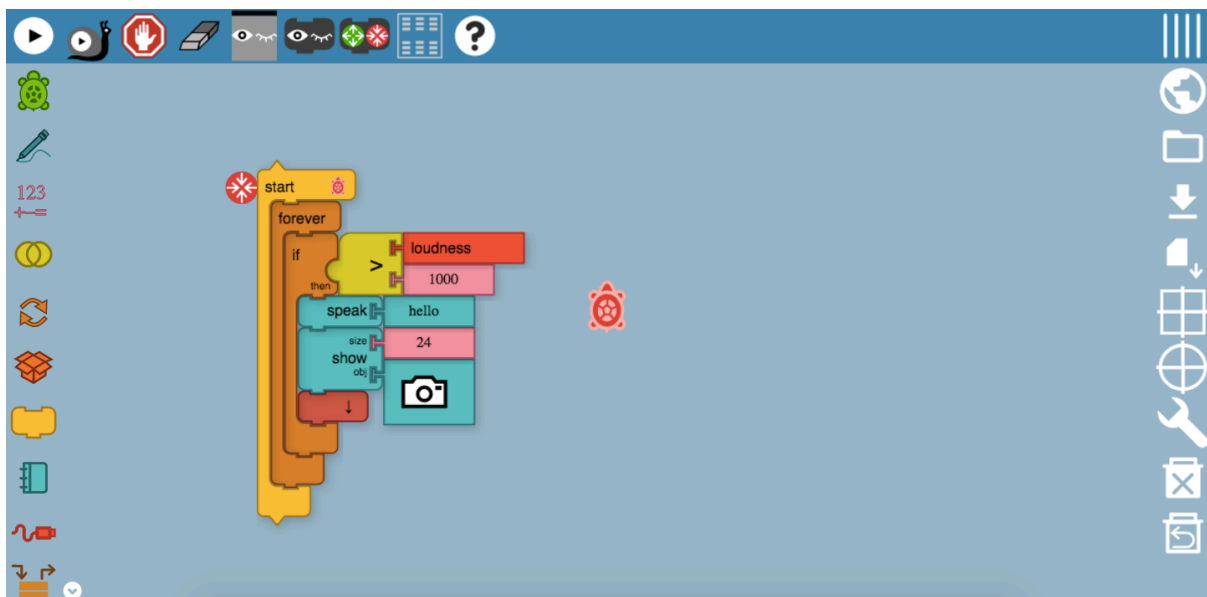 ?
123
+−=
start
forever
if
>
loudness
1000
then
speak
hello
size
24
show
obj
↓